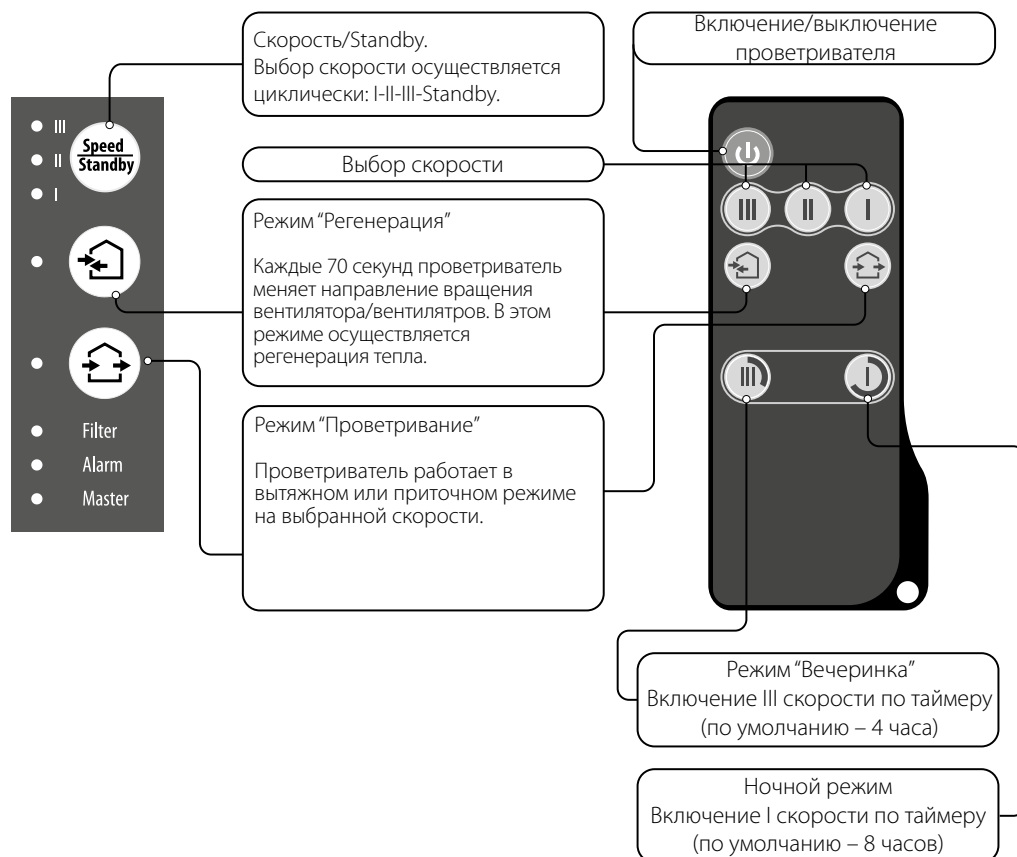 Скорость/Standby.
Выбор скорости осуществляется
циклически: I-II-III-Standby.
Включение/выключение
проветривателя
III
II
I
Speed
Standby
Выбор скорости
III
II
I
Режим "Регенерация"
Каждые 70 секунд проветриватель
меняет направление вращения
вентилятора/вентилятров. В этом
режиме осуществляется
регенерация тепла.
III
I
Режим "Проветривание"
Проветриватель работает в
вытяжном или приточном режиме
на выбранной скорости.
Filter
Alarm
Master
Режим "Вечеринка"
Включение III скорости по таймеру
(по умолчанию – 4 часа)
Ночной режим
Включение I скорости по таймеру
(по умолчанию – 8 часов)